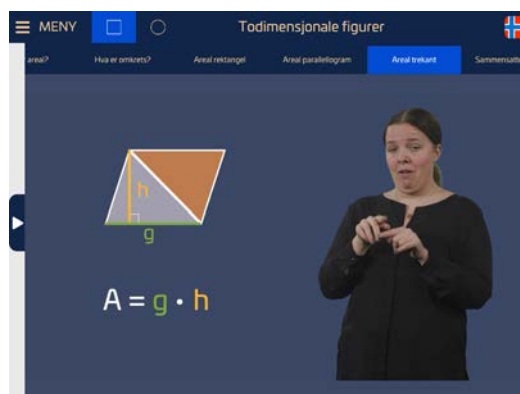 MENY
Todimensjonale figurer
areal?
Hva er omkrets?
Areal rektangel
Areal parallellogram
Areal trekant
Sammensatte
h
g
A = g · h